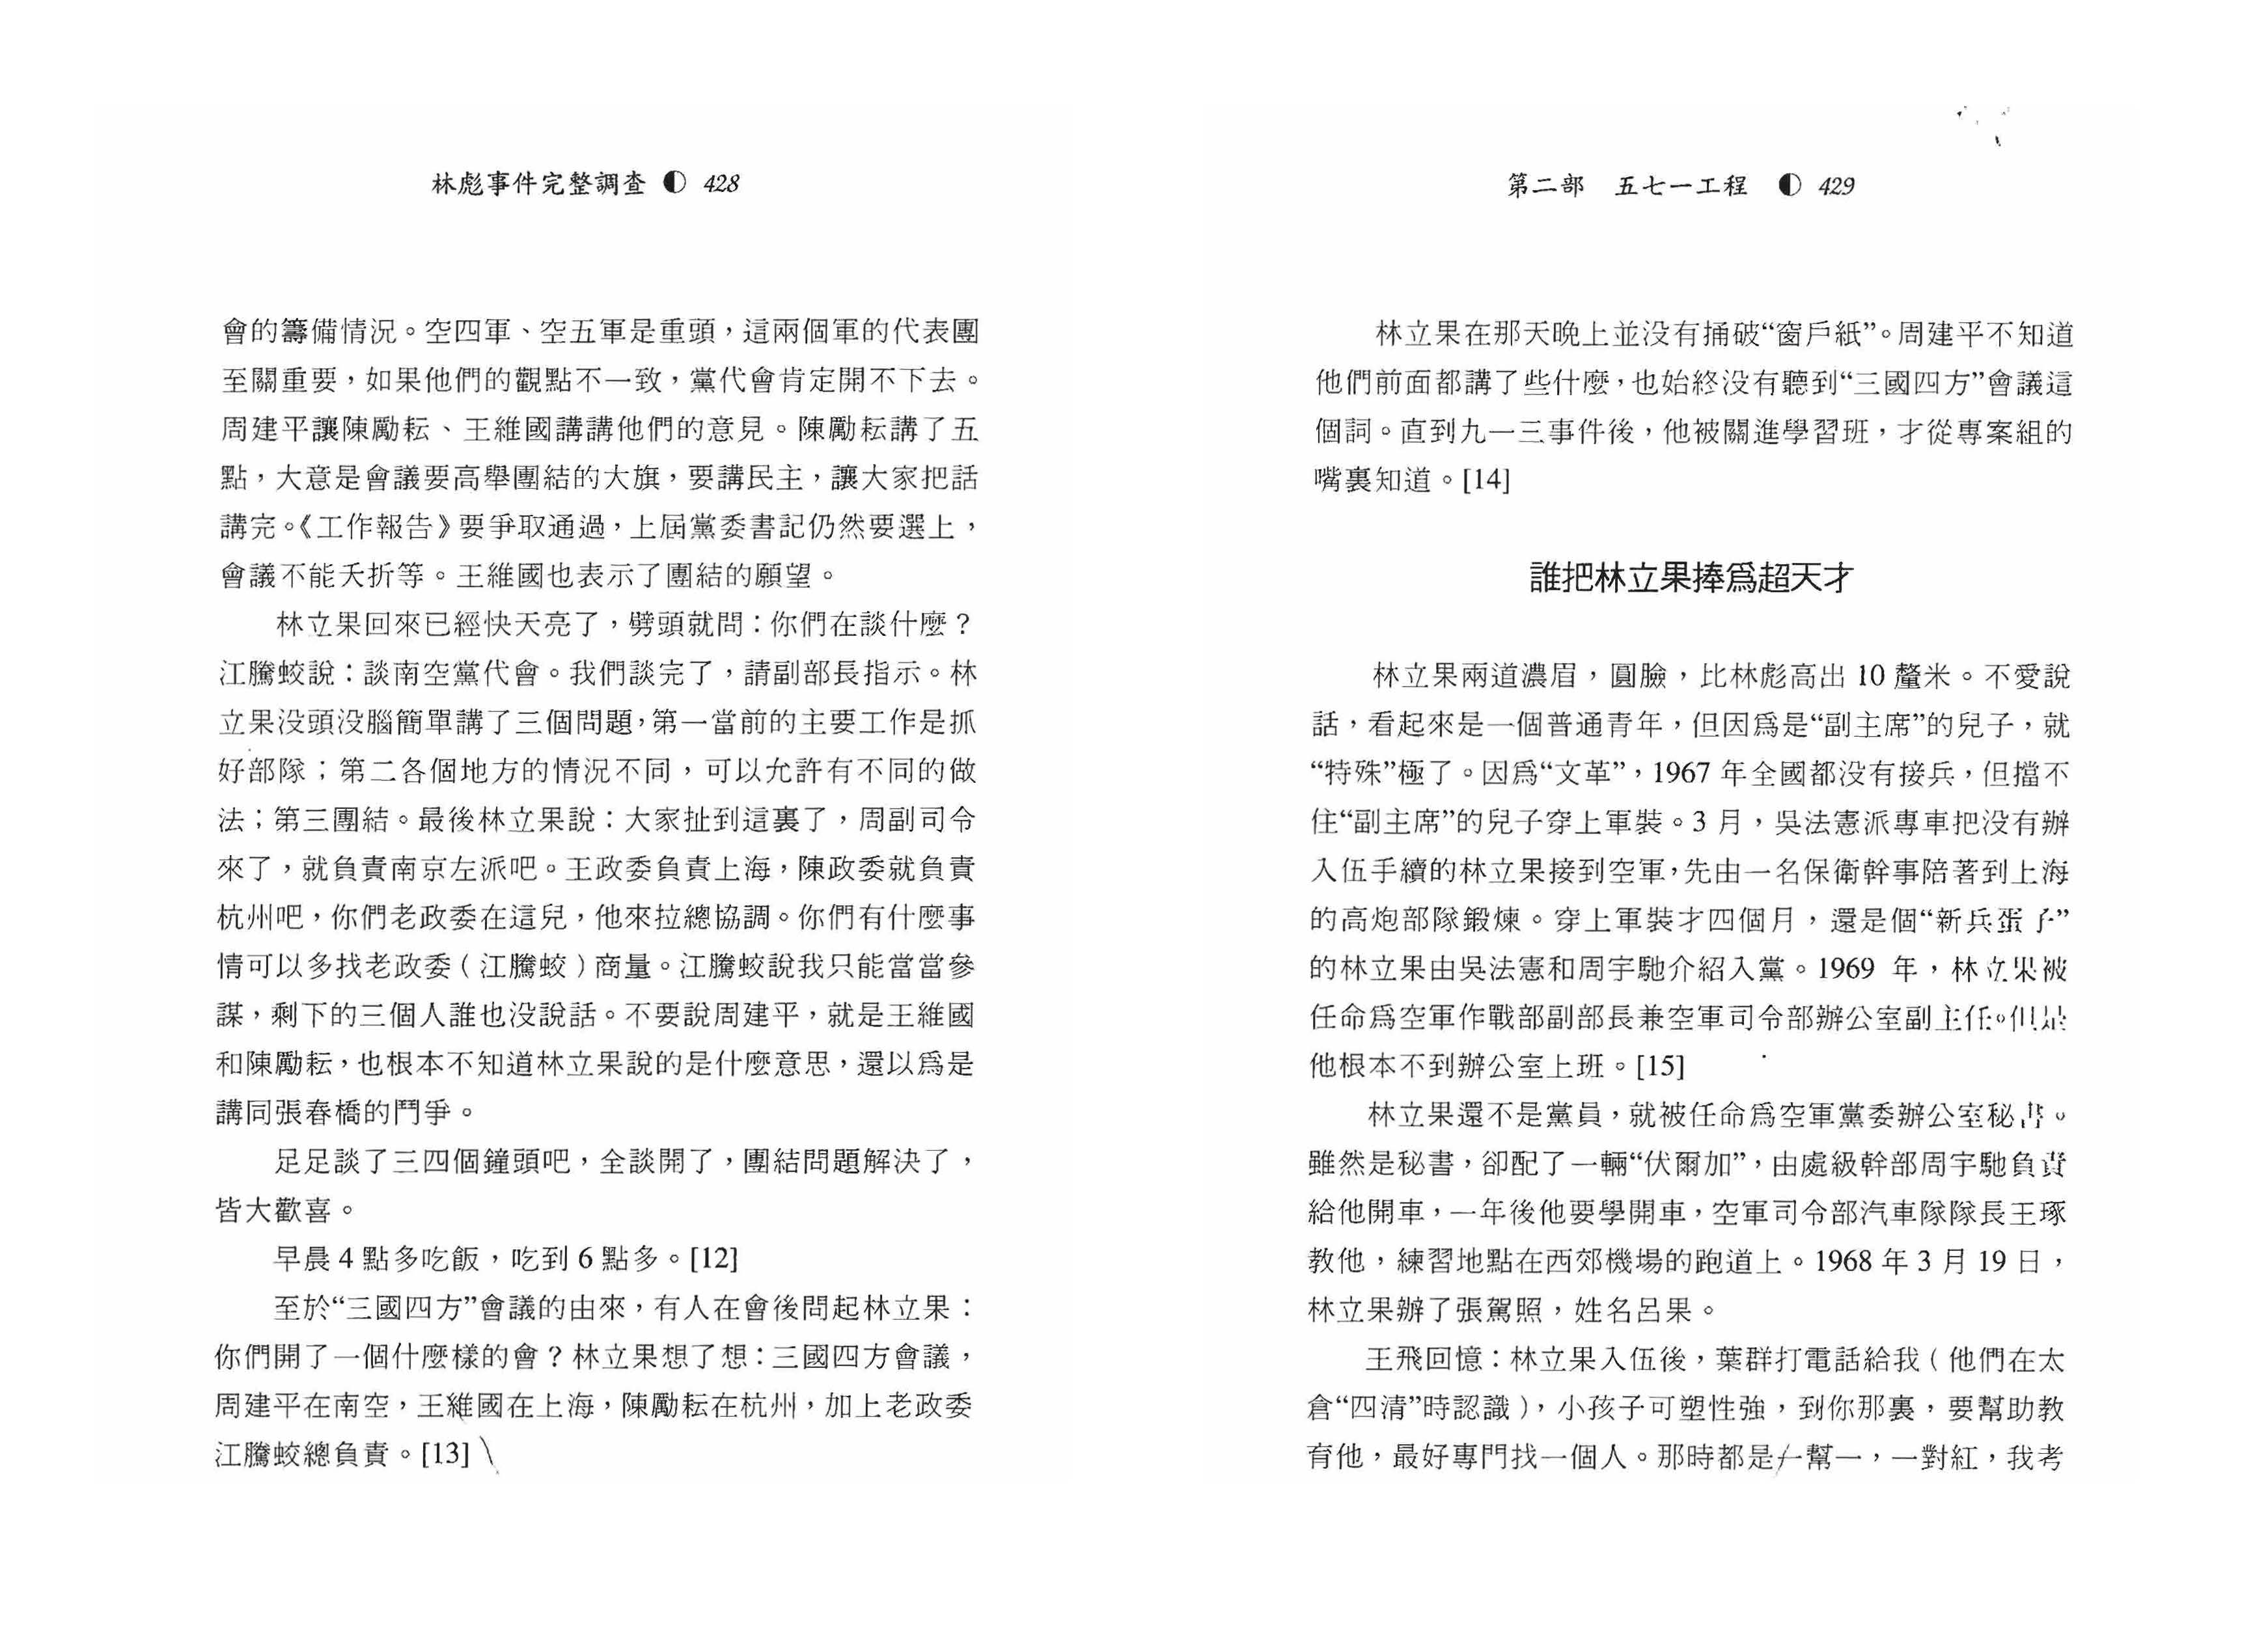 林彪事件完整調查 ◐ 428
會的籌備情況。空四軍、空五軍是重頭，這兩個軍的代表團
至關重要，如果他們的觀點不一致，黨代會肯定開不下去。
周建平讓陳勵耘、王維國講講他們的意見。陳勵耘講了五
點，大意是會議要高舉團結的大旗，要講民主，讓大家把話
講完。《工作報告》要爭取通過，上屆黨委書記仍然要選上，
會議不能夭折等。王維國也表示了團結的願望。
林立果回來已經快天亮了，劈頭就問：你們在談什麼？
江騰蛟說：談南空黨代會。我們談完了，請副部長指示。林
立果没頭没腦簡單講了三個問題，第一當前的主要工作是抓
好部隊；第二各個地方的情況不同，可以允許有不同的做
法；第三團結。最後林立果說：大家扯到這裏了，周副司令
來了，就負責南京左派吧。王政委負責上海，陳政委就負責
杭州吧，你們老政委在這兒，他來拉總協調。你們有什麼事
情可以多找老政委（江騰蛟）商量。江騰蛟說我只能當當參
謀，剩下的三個人誰也没說話。不要說周建平，就是王維國
和陳勵耘，也根本不知道林立果說的是什麼意思，還以爲是
講同張春橋的鬥爭。
足足談了三四個鐘頭吧，全談開了，團結問題解決了，
皆大歡喜。
早晨 4 點多吃飯，吃到 6 點多。[12]
至於“三國四方”會議的由來，有人在會後問起林立果：
你們開了一個什麼樣的會？林立果想了想：三國四方會議，
周建平在南空，王維國在上海，陳勵耘在杭州，加上老政委
江騰蛟總負責。[13]
第二部　五七一工程 ◐ 429
林立果在那天晚上並没有捅破“窗戶紙”。周建平不知道
他們前面都講了些什麼，也始終没有聽到“三國四方”會議這
個詞。直到九一三事件後，他被關進學習班，才從專案組的
嘴裏知道。[14]
誰把林立果捧爲超天才
林立果兩道濃眉，圓臉，比林彪高出 10 釐米。不愛說
話，看起來是一個普通青年，但因爲是“副主席”的兒子，就
“特殊”極了。因爲“文革”，1967 年全國都没有接兵，但擋不
住“副主席”的兒子穿上軍裝。3 月，吳法憲派專車把没有辦
入伍手續的林立果接到空軍，先由一名保衛幹事陪著到上海
的高炮部隊鍛煉。穿上軍裝才四個月，還是個“新兵蛋子”
的林立果由吳法憲和周宇馳介紹入黨。1969 年，林立果被
任命爲空軍作戰部副部長兼空軍司令部辦公室副主任。但是
他根本不到辦公室上班。[15]
林立果還不是黨員，就被任命爲空軍黨委辦公室秘書。
雖然是秘書，卻配了一輛“伏爾加”，由處級幹部周宇馳負責
給他開車，一年後他要學開車，空軍司令部汽車隊隊長王琢
教他，練習地點在西郊機場的跑道上。1968 年 3 月 19 日，
林立果辦了張駕照，姓名呂果。
王飛回憶：林立果入伍後，葉群打電話給我（他們在太
倉“四清”時認識），小孩子可塑性強，到你那裏，要幫助教
育他，最好專門找一個人。那時都是一幫一，一對紅，我考